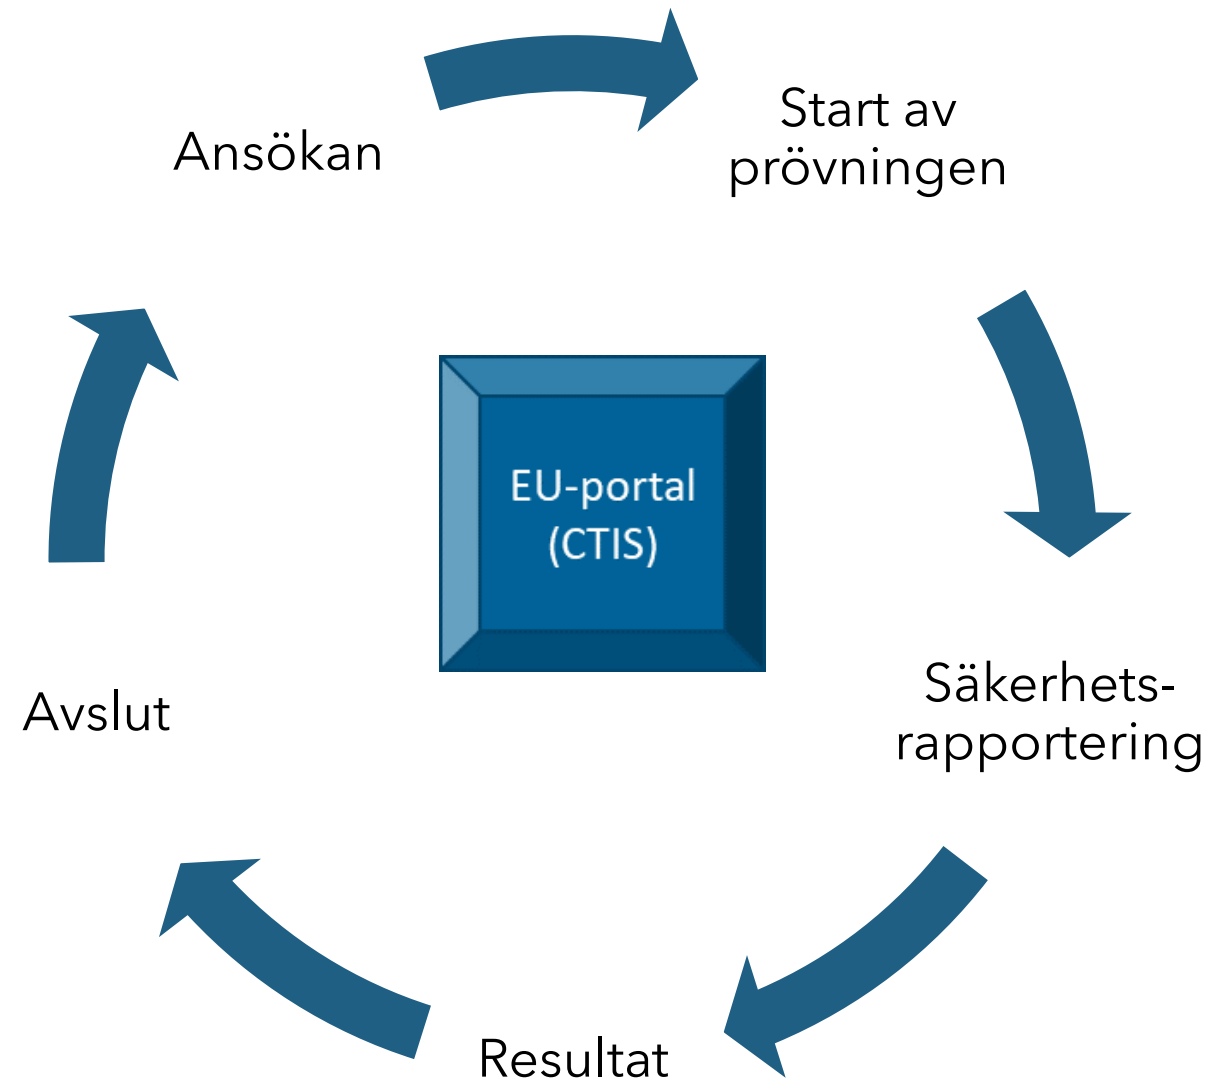 Ansökan
Start av
prövningen
EU-portal
(CTIS)
Säkerhets-
rapportering
Avslut
Resultat